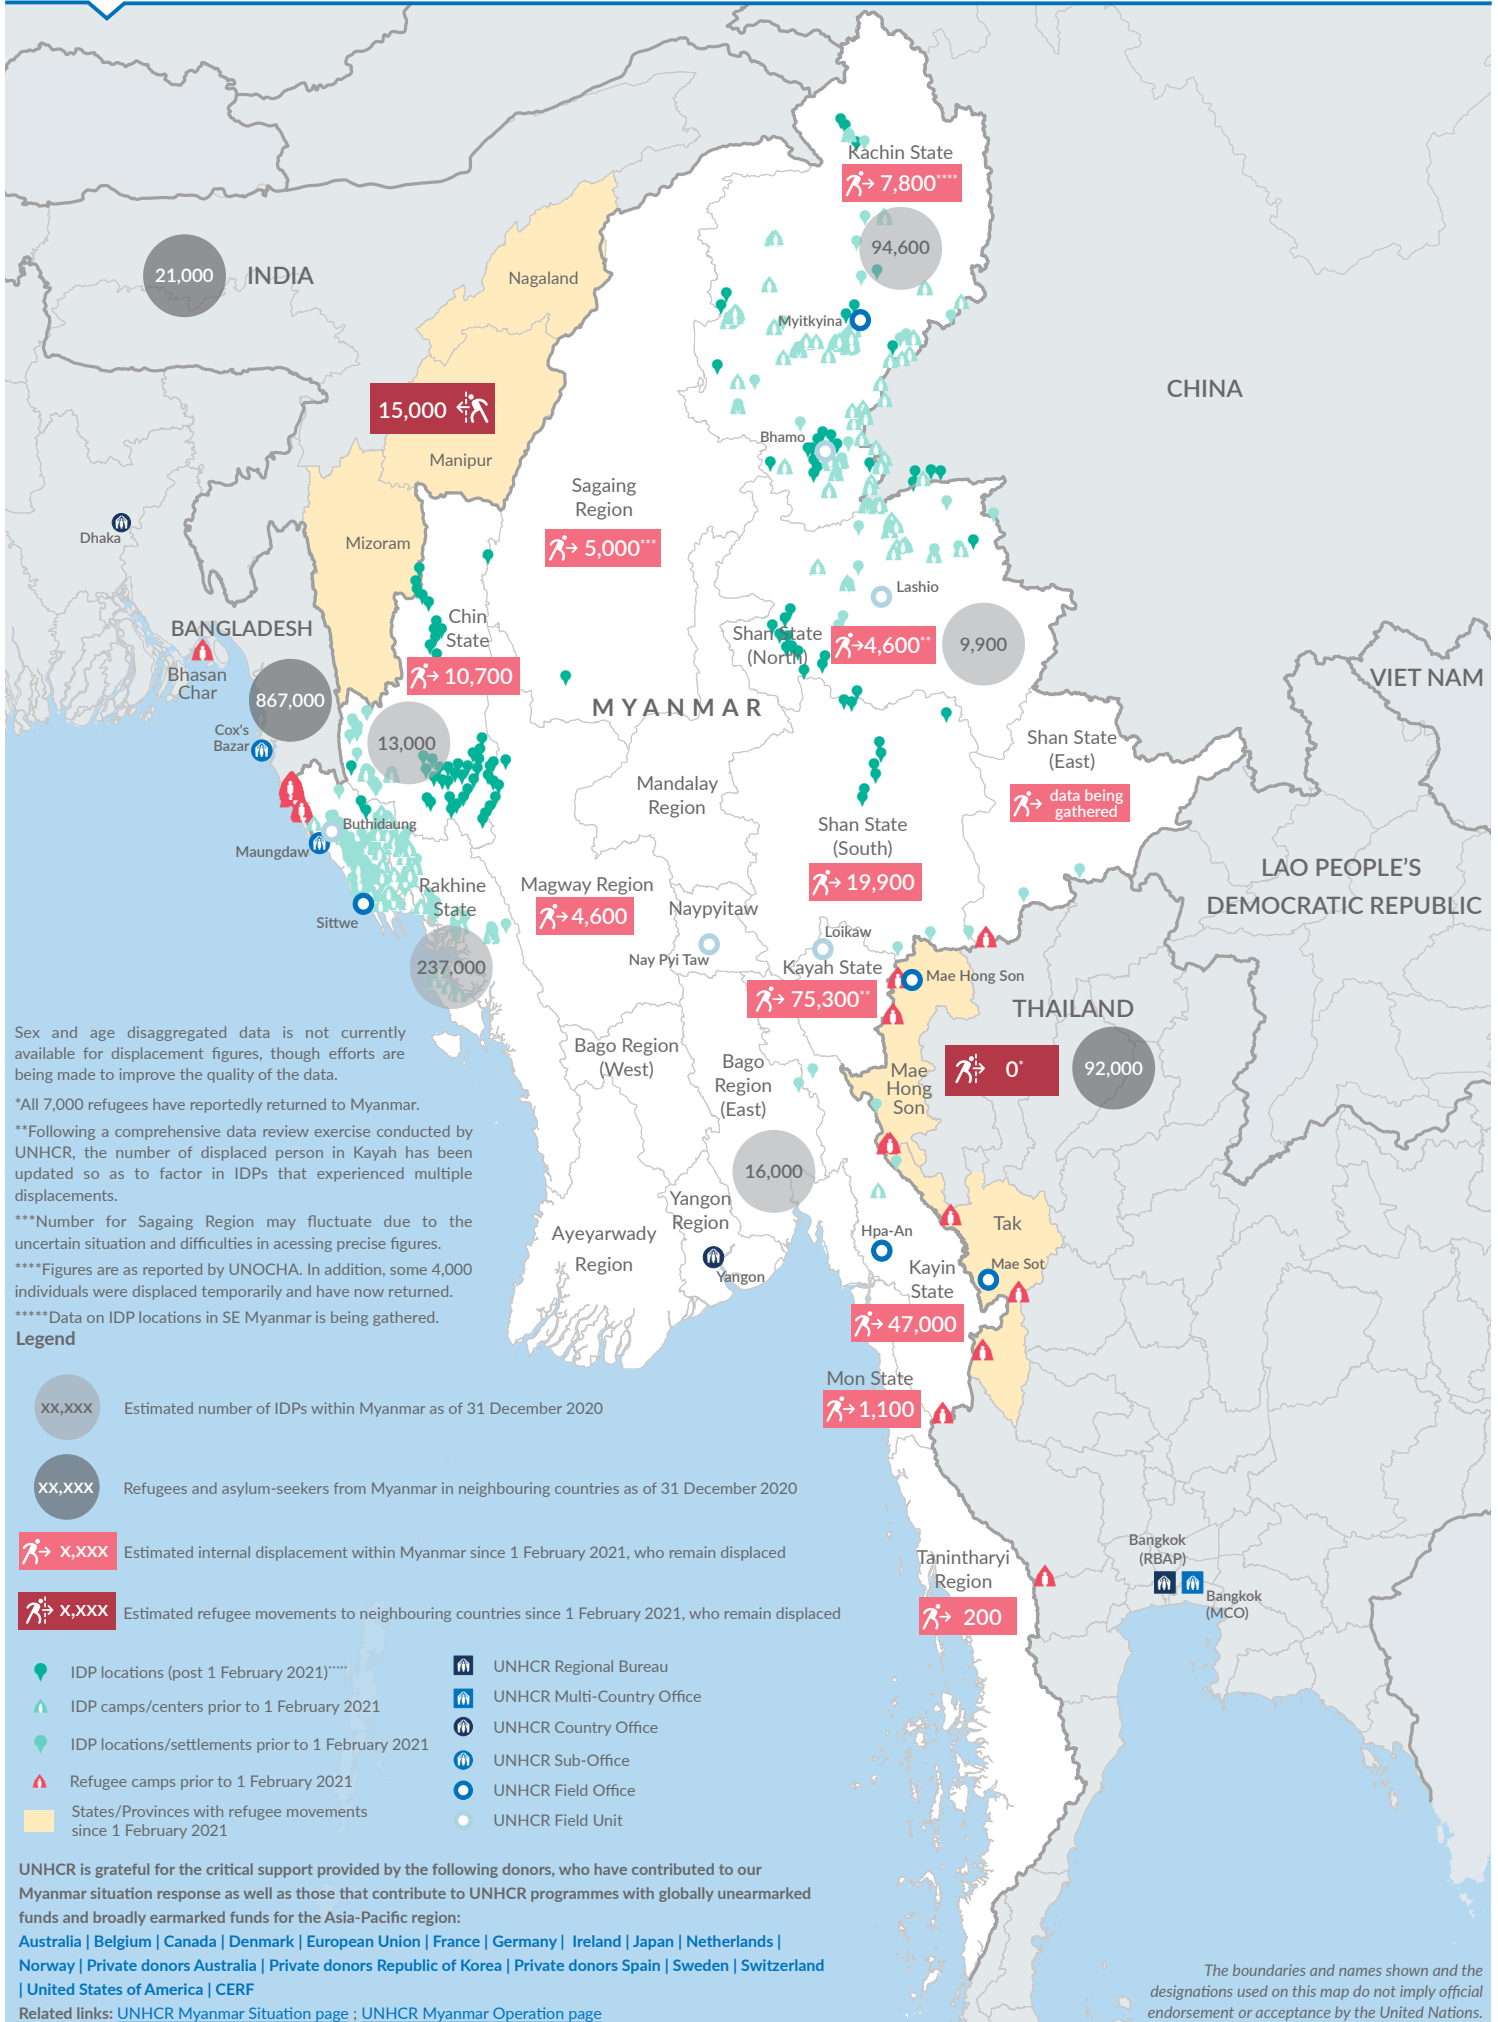 Kachin State
7,800****
94,600
21,000
INDIA
Nagaland
Myitkyina
CHINA
15,000
Manipur
Bhamo
Sagaing
Region
5,000***
Dhaka
Mizoram
Lashio
Chin
State
BANGLADESH
Shan State
(North)
4,600**
9,900
Bhasan
Char
10,700
VIET NAM
867,000
MYANMAR
Cox's
Bazar
13,000
Shan State
(East)
Mandalay
Region
data being
gathered
Buthidaung
Shan State
(South)
Maungdaw
LAO PEOPLE'S
DEMOCRATIC REPUBLIC
Rakhine
State
Magway Region
4,600
19,900
Naypyitaw
Sittwe
Loikaw
Nay Pyi Taw
237,000
Kayah State
75,300**
Mae Hong Son
THAILAND
Sex and age disaggregated data is not currently
available for displacement figures, though efforts are
being made to improve the quality of the data.
Bago Region
(West)
Bago
Region
(East)
Mae
Hong
Son
0*
92,000
*All 7,000 refugees have reportedly returned to Myanmar.
**Following a comprehensive data review exercise conducted by
UNHCR, the number of displaced person in Kayah has been
updated so as to factor in IDPs that experienced multiple
displacements.
16,000
***Number for Sagaing Region may fluctuate due to the
uncertain situation and difficulties in acessing precise figures.
Yangon
Region
Ayeyarwady
Region
Tak
Hpa-An
****Figures are as reported by UNOCHA. In addition, some 4,000
individuals were displaced temporarily and have now returned.
Yangon
Kayin
State
Mae Sot
*****Data on IDP locations in SE Myanmar is being gathered.
47,000
Legend
Mon State
1,100
XX,XXX
Estimated number of IDPs within Myanmar as of 31 December 2020
XX,XXX
Refugees and asylum-seekers from Myanmar in neighbouring countries as of 31 December 2020
X,XXX
Estimated internal displacement within Myanmar since 1 February 2021, who remain displaced
X,XXX
Estimated refugee movements to neighbouring countries since 1 February 2021, who remain displaced
Tanintharyi
Region
200
Bangkok
(RBAP)
Bangkok
(MCO)
IDP locations (post 1 February 2021)*****
IDP camps/centers prior to 1 February 2021
IDP locations/settlements prior to 1 February 2021
Refugee camps prior to 1 February 2021
States/Provinces with refugee movements
since 1 February 2021
UNHCR Regional Bureau
UNHCR Multi-Country Office
UNHCR Country Office
UNHCR Sub-Office
UNHCR Field Office
UNHCR Field Unit
UNHCR is grateful for the critical support provided by the following donors, who have contributed to our
Myanmar situation response as well as those that contribute to UNHCR programmes with globally unearmarked
funds and broadly earmarked funds for the Asia-Pacific region:
Australia | Belgium | Canada | Denmark | European Union | France | Germany | Ireland | Japan | Netherlands |
Norway | Private donors Australia | Private donors Republic of Korea | Private donors Spain | Sweden | Switzerland
| United States of America | CERF
Related links: UNHCR Myanmar Situation page ; UNHCR Myanmar Operation page
The boundaries and names shown and the
designations used on this map do not imply official
endorsement or acceptance by the United Nations.